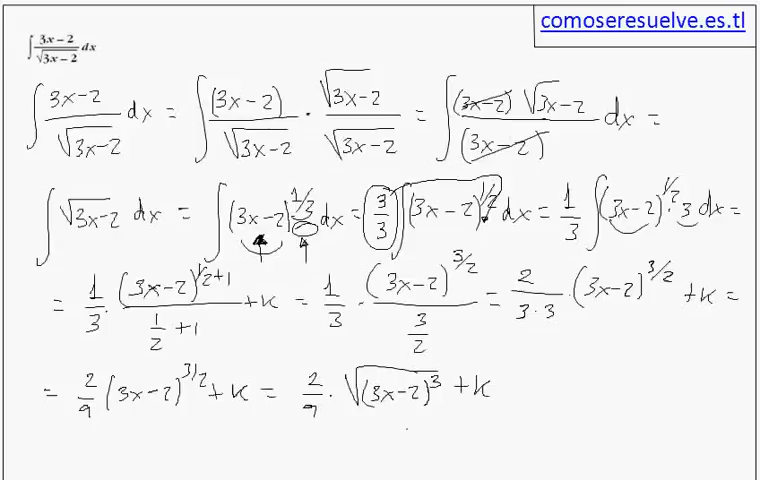 comoseresuelve.es.tl
∫ (3x − 2)/√(3x − 2) dx
∫ (3x-2)/√(3x-2) dx = ∫ (3x-2)/√(3x-2) · √(3x-2)/√(3x-2) = ∫ (3x-2) √(3x-2)/(3x-2) dx =
∫ √(3x-2) dx = ∫ (3x-2)^1/3 dx = 3/3 ∫ (3x-2)^1/2 dx = 1/3 ∫ (3x-2)^1/2 · 3 dx =
= 1/3 · (3x-2)^(1/2+1)/(1/2+1) + K = 1/3 · (3x-2)^3/2/(3/2) = 2/(3·3) · (3x-2)^3/2 + K =
= 2/9 (3x-2)^3/2 + K = 2/9 · √(3x-2)^3 + K